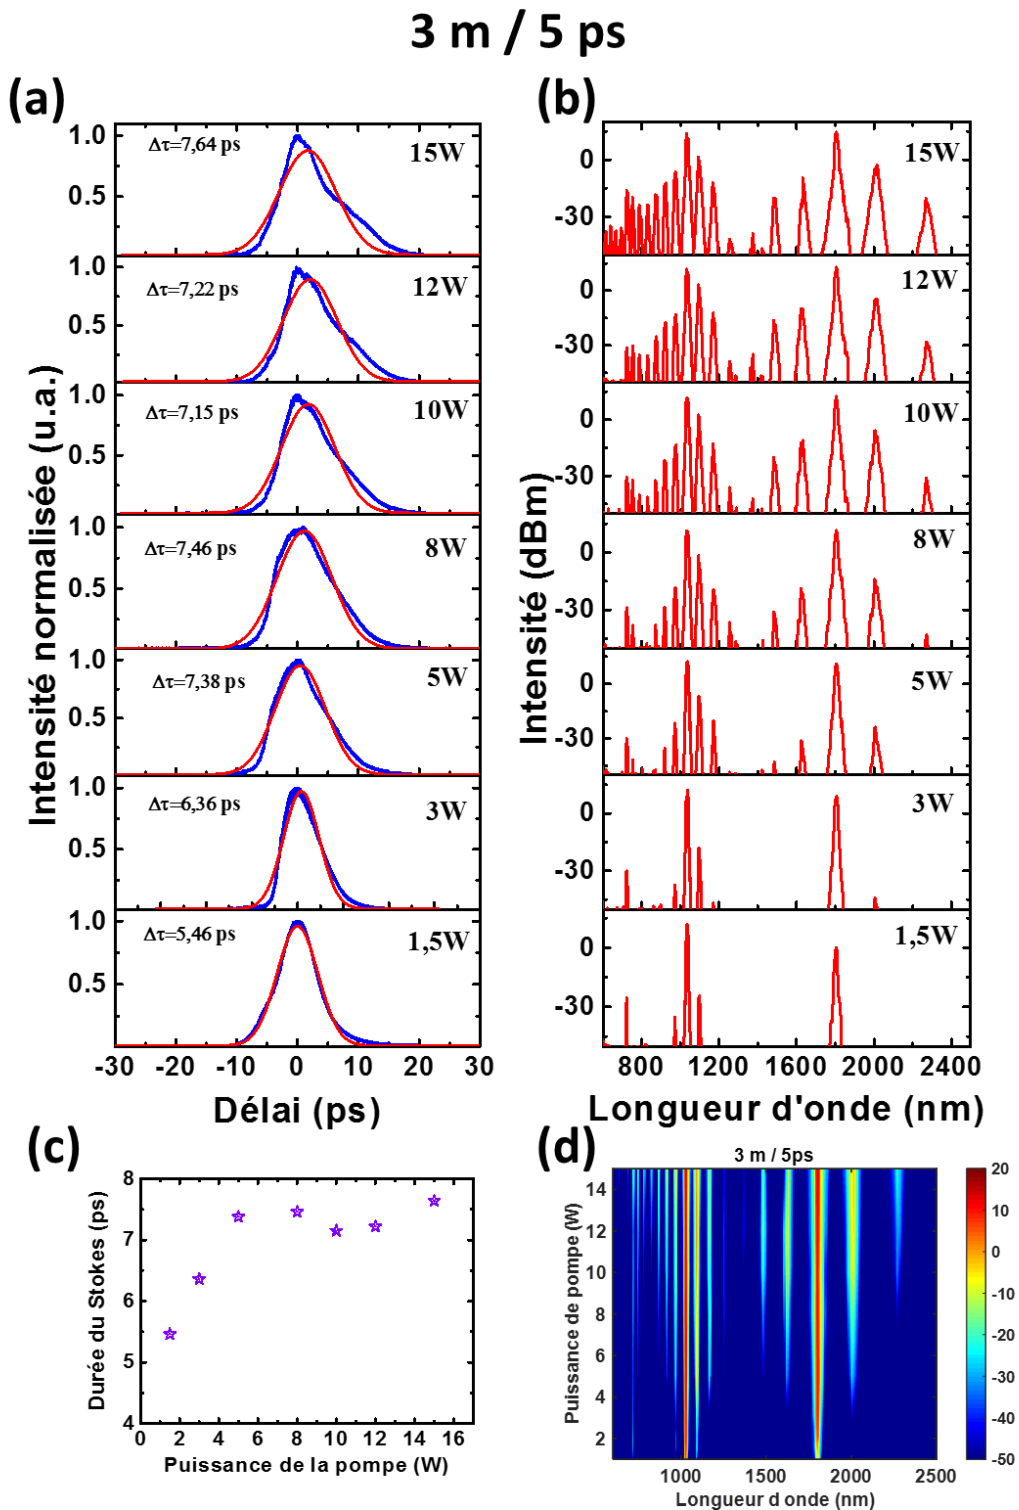 3 m / 5 ps
(a)
Intensité normalisée (u.a.)
1.0
0.5
Δτ=7,64 ps
15W
1.0
0.5
Δτ=7,22 ps
12W
1.0
0.5
Δτ=7,15 ps
10W
1.0
0.5
Δτ=7,46 ps
8W
1.0
0.5
Δτ=7,38 ps
5W
1.0
0.5
Δτ=6,36 ps
3W
1.0
0.5
Δτ=5,46 ps
1,5W
-30 -20 -10 0 10 20 30
Délai (ps)
(b)
Intensité (dBm)
0
-30
15W
0
-30
12W
0
-30
10W
0
-30
8W
0
-30
5W
0
-30
3W
0
-30
1,5W
800 1200 1600 2000 2400
Longueur d'onde (nm)
(c)
Durée du Stokes (ps)
8
7
6
5
4
0 2 4 6 8 10 12 14 16
Puissance de la pompe (W)
(d)
3 m / 5ps
Puissance de pompe (W)
14
12
10
8
6
4
2
1000 1500 2000 2500
Longueur d onde (nm)
20
10
0
-10
-20
-30
-40
-50